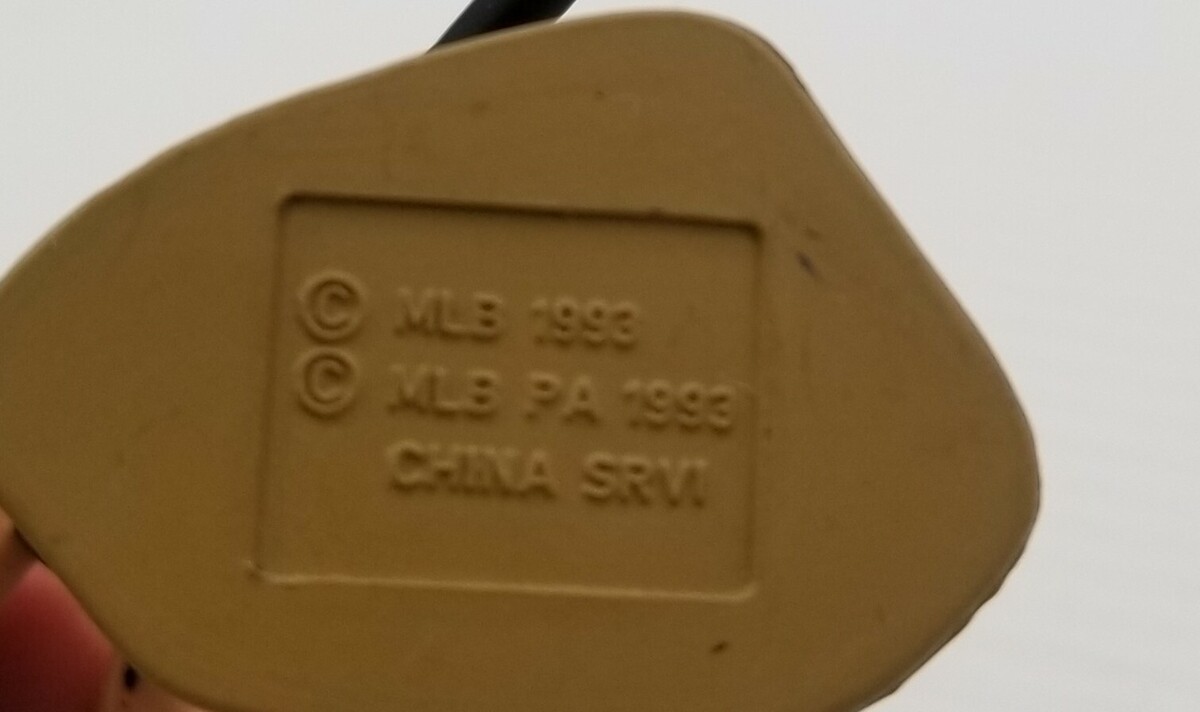 © MLB 1993
© MLB PA 1993
CHINA SRVI